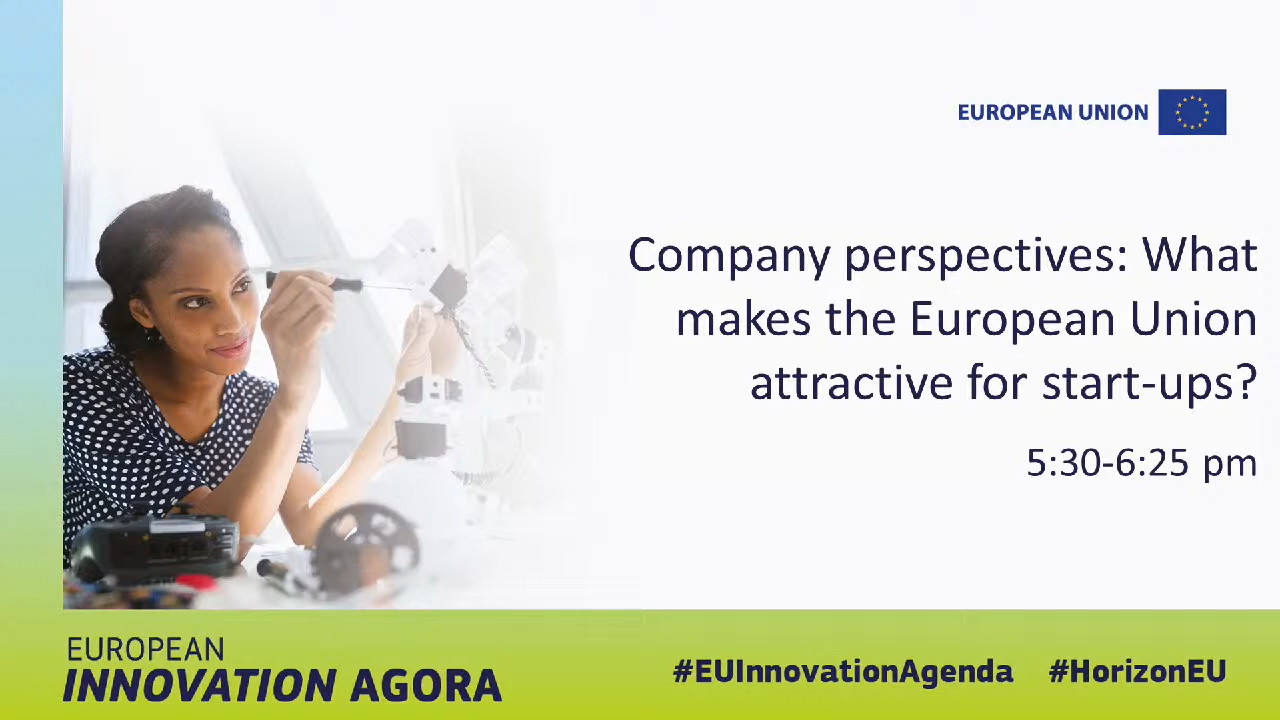 EUROPEAN UNION
Company perspectives: What
makes the European Union
attractive for start-ups?
5:30-6:25 pm
EUROPEAN
INNOVATION AGORA
#EUInnovationAgenda #HorizonEU